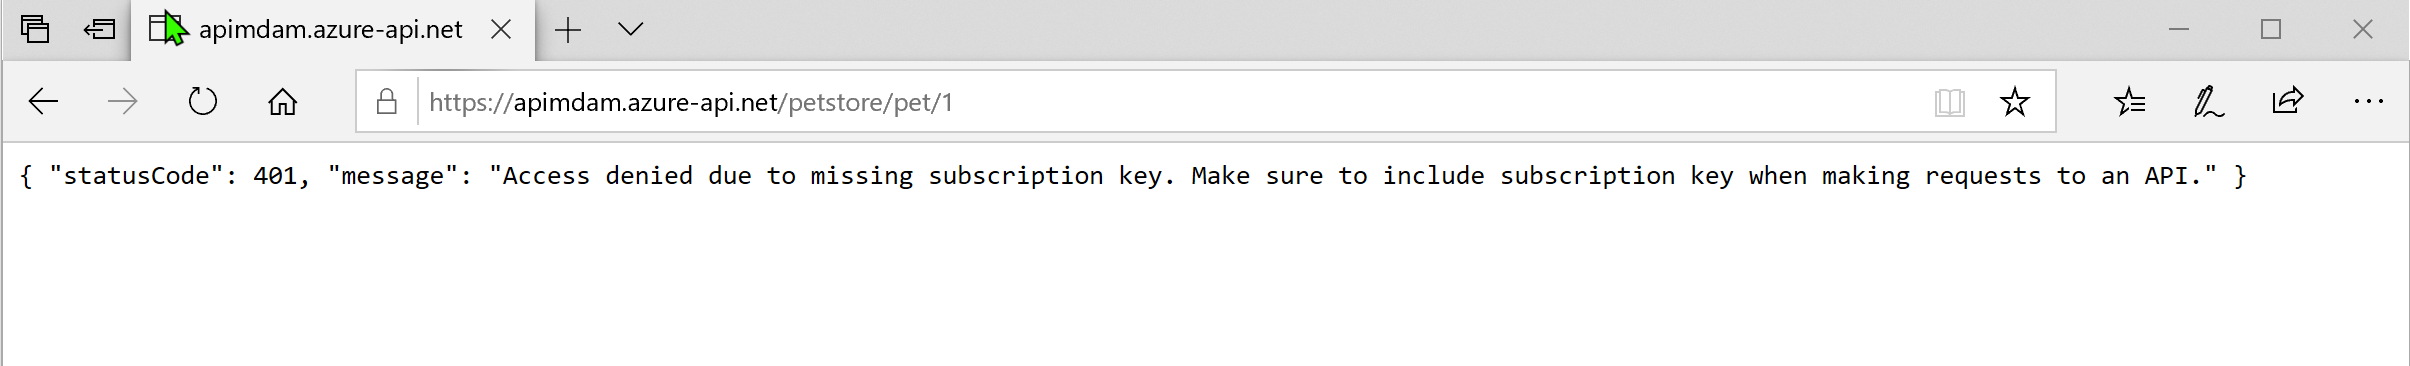 apimdam.azure-api.net
https://apimdam.azure-api.net/petstore/pet/1
{ "statusCode": 401, "message": "Access denied due to missing subscription key. Make sure to include subscription key when making requests to an API." }